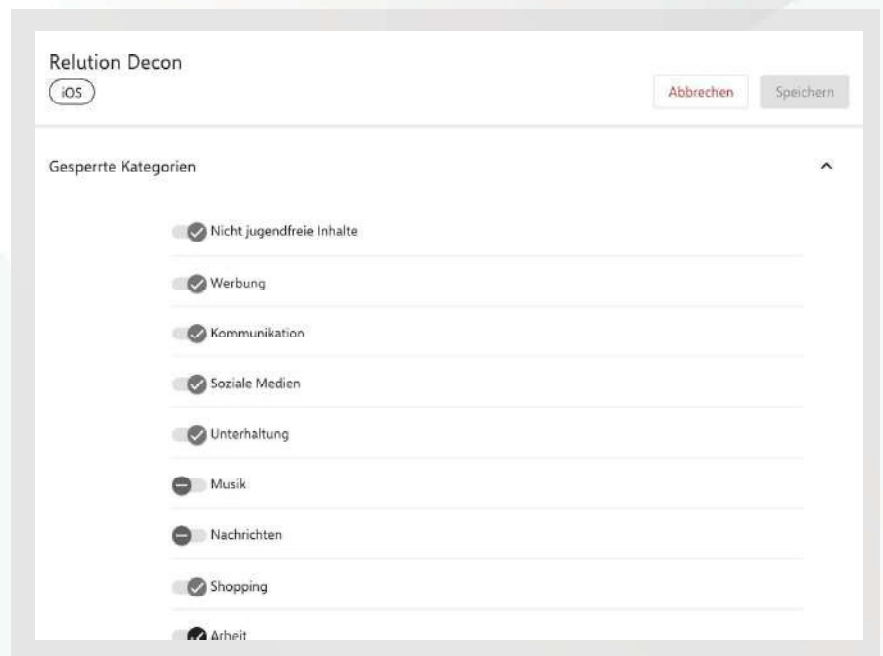 Relution Decon
iOS
Abbrechen
Speichern
Gesperrte Kategorien
Nicht jugendfreie Inhalte
Werbung
Kommunikation
Soziale Medien
Unterhaltung
Musik
Nachrichten
Shopping
Arbeit